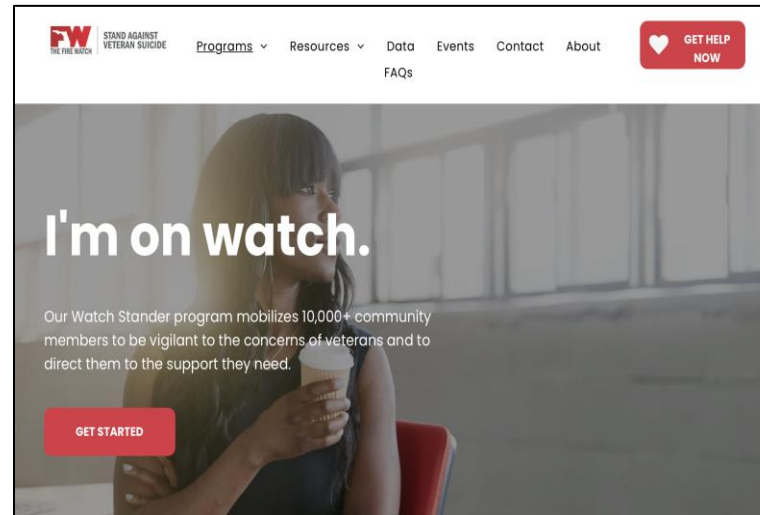 FW
THE FIRE WATCH
STAND AGAINST
VETERAN SUICIDE
Programs
Resources
Data
Events
Contact
About
FAQs
GET HELP
NOW
I'm on watch.
Our Watch Stander program mobilizes 10,000+ community
members to be vigilant to the concerns of veterans and to
direct them to the support they need.
GET STARTED